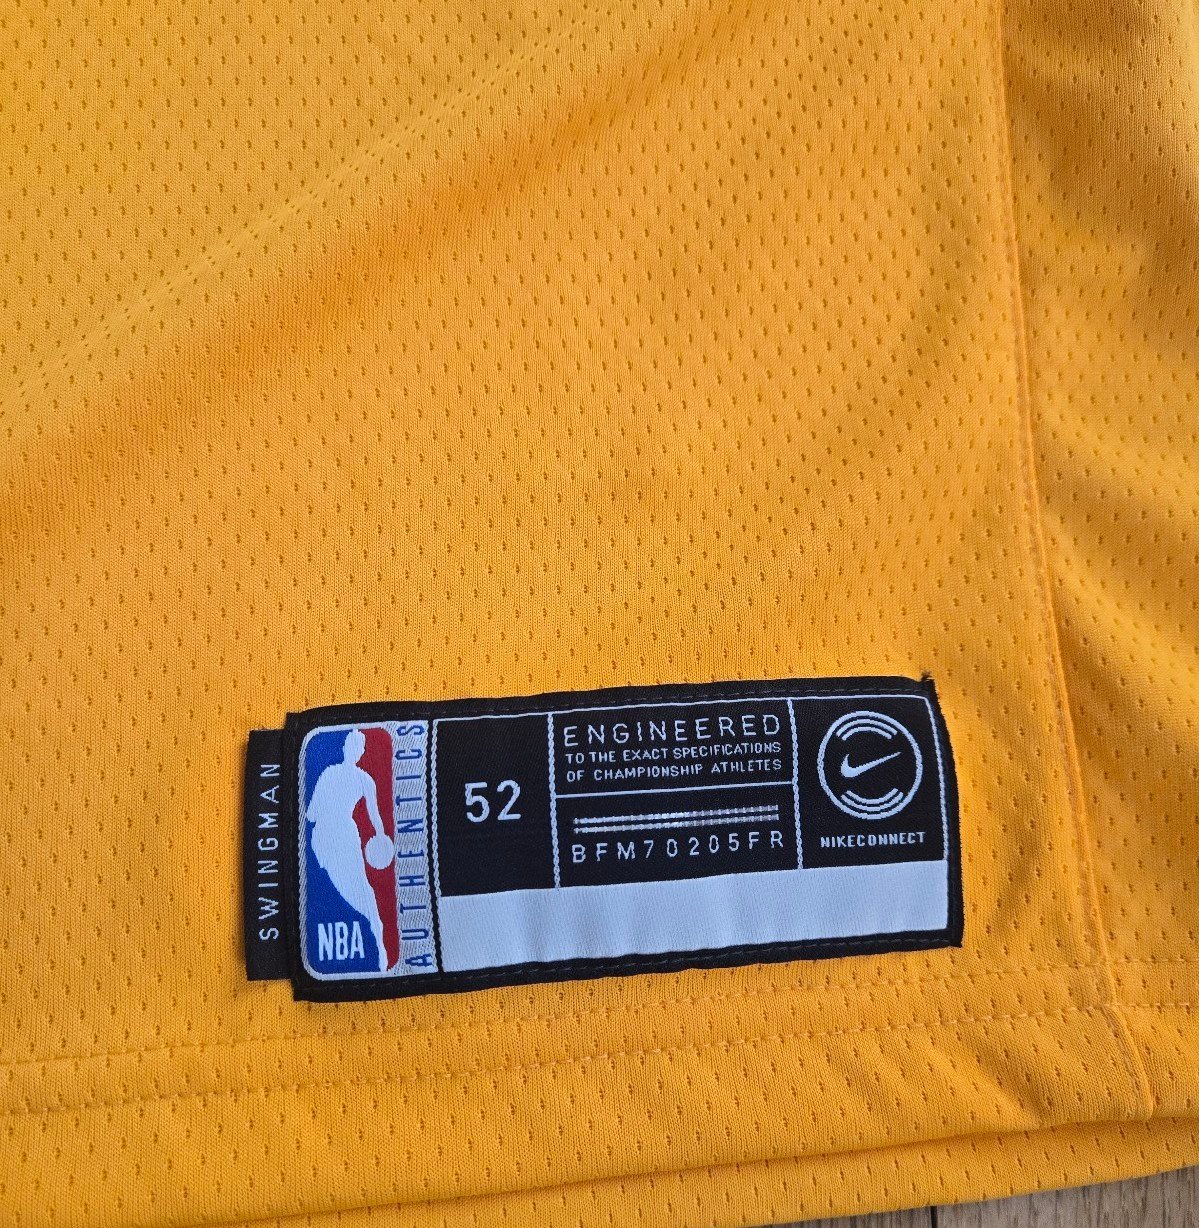 SWINGMAN
NBA
AUTHENTICS
52
ENGINEERED
TO THE EXACT SPECIFICATIONS
OF CHAMPIONSHIP ATHLETES
BFM70205FR
NIKECONNECT